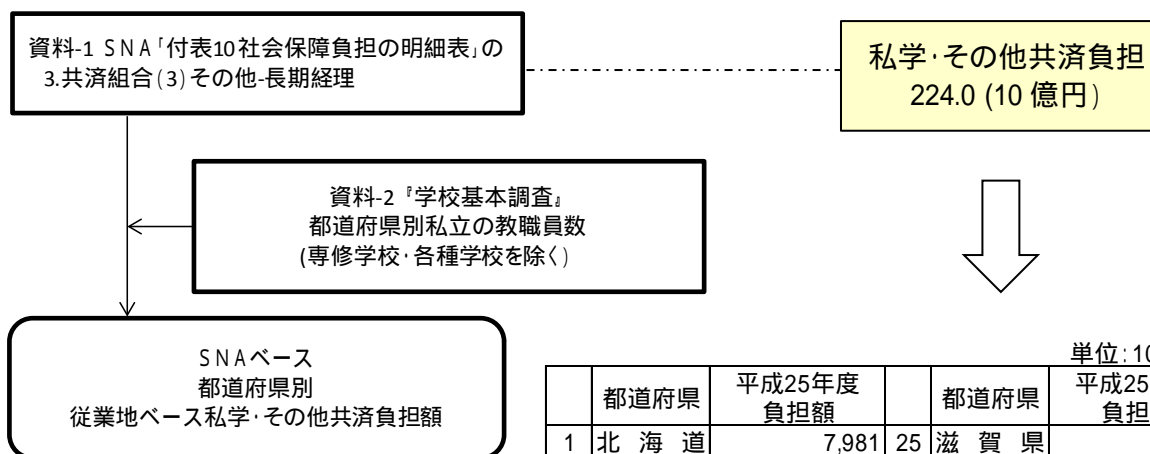 資料-1 SNA「付表10社会保障負担の明細表」の
3.共済組合(3)その他-長期経理
私学・その他共済負担
224.0 (10 億円)
資料-2『学校基本調査』
都道府県別私立の教職員数
(専修学校・各種学校を除く)
SNAベース
都道府県別
従業地ベース私学・その他共済負担額
単位:10
都道府県 平成25年度 都道府県 平成25
負担額 負担
1 北海道 7,981 25 滋賀県